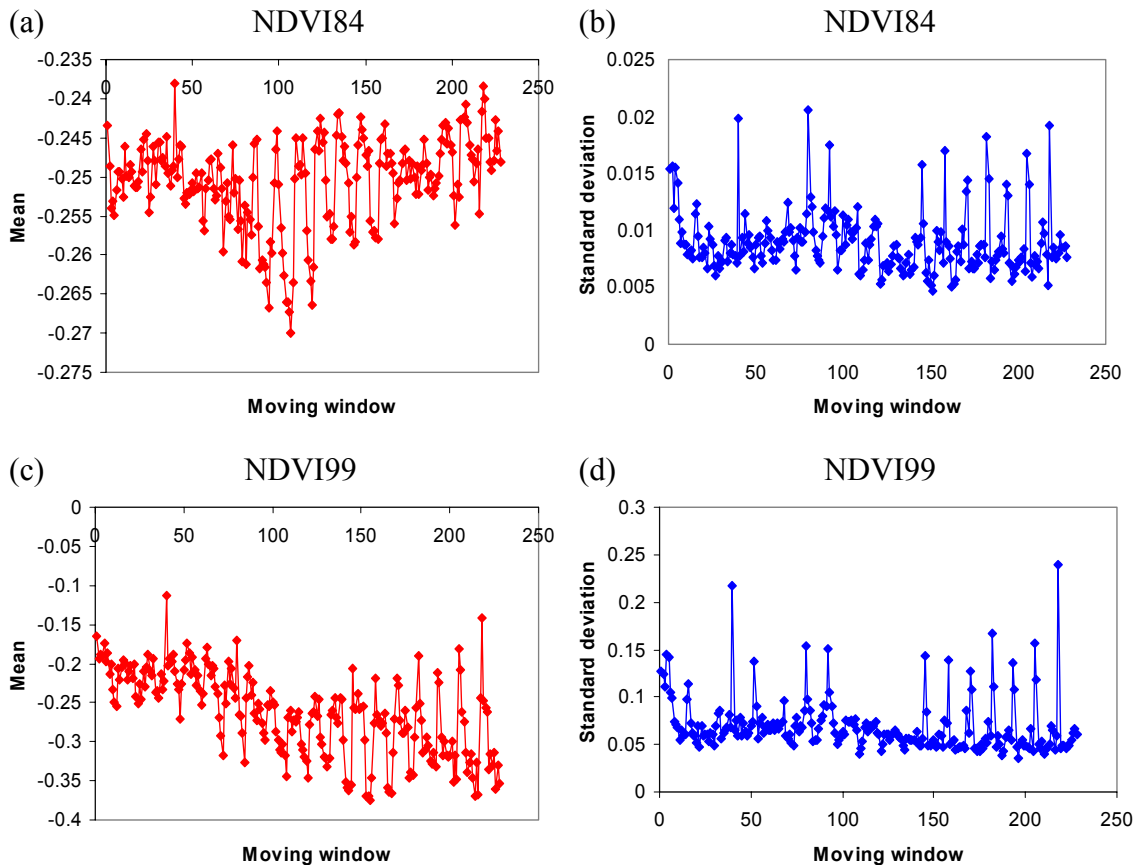 (a) NDVI84
-0.235
0 50 100 150 200 250
-0.24
-0.245
-0.25
-0.255
-0.26
-0.265
-0.27
-0.275
Mean
Moving window
(b) NDVI84
0.025
0.02
0.015
0.01
0.005
0
0 50 100 150 200 250
Standard deviation
Moving window
(c) NDVI99
0
0 50 100 150 200 250
-0.05
-0.1
-0.15
-0.2
-0.25
-0.3
-0.35
-0.4
Mean
Moving window
(d) NDVI99
0.3
0.25
0.2
0.15
0.1
0.05
0
0 50 100 150 200 250
Standard deviation
Moving window